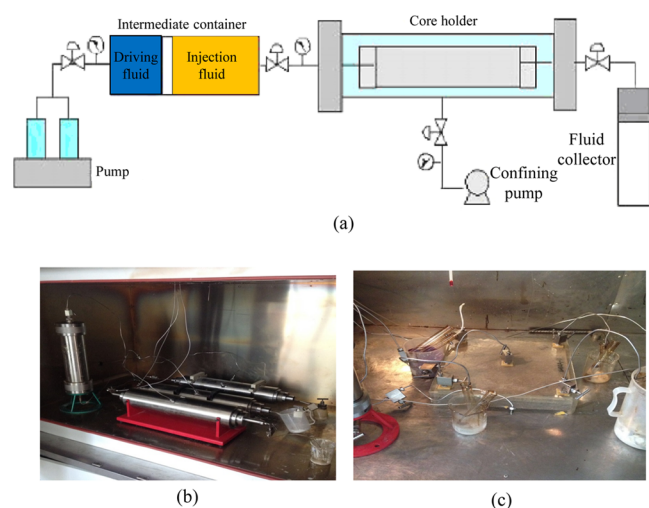 Intermediate container
Core holder
Driving
fluid
Injection
fluid
Pump
Confining
pump
Fluid
collector
(a)
(b)
(c)